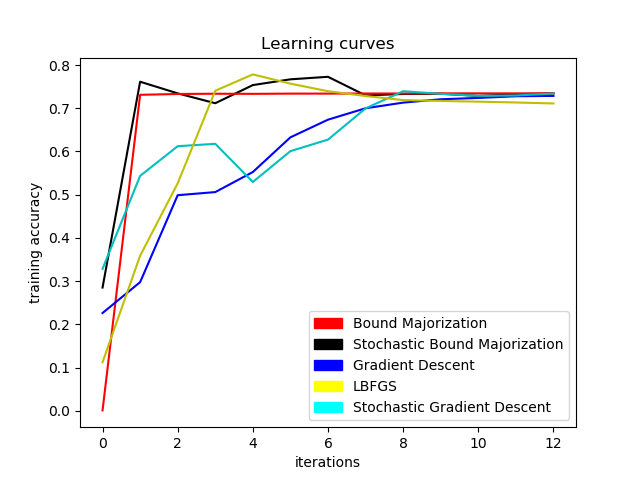 Learning curves
0.8
0.7
0.6
0.5
0.4
0.3
0.2
0.1
0.0
training accuracy
Bound Majorization
Stochastic Bound Majorization
Gradient Descent
LBFGS
Stochastic Gradient Descent
0 2 4 6 8 10 12
iterations